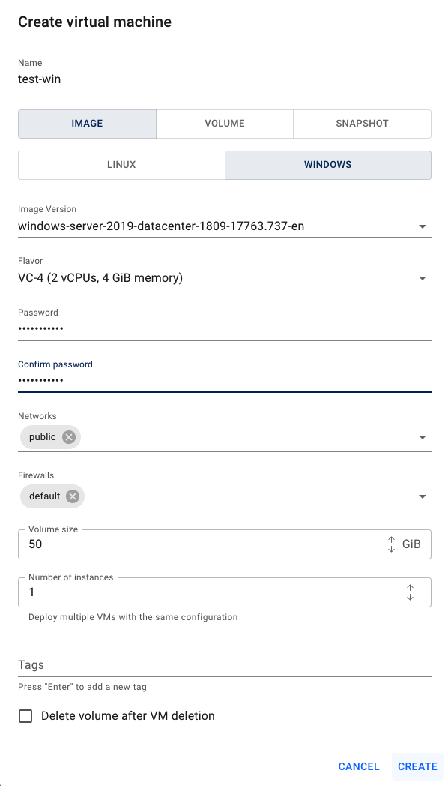 Create virtual machine
Name
test-win
IMAGE VOLUME SNAPSHOT
LINUX WINDOWS
Image Version
windows-server-2019-datacenter-1809-17763.737-en
Flavor
VC-4 (2 vCPUs, 4 GiB memory)
Password
•••••••••••
Confirm password
•••••••••••
Networks
public
Firewalls
default
Volume size
50 GiB
Number of instances
1
Deploy multiple VMs with the same configuration
Tags
Press "Enter" to add a new tag
Delete volume after VM deletion
CANCEL CREATE